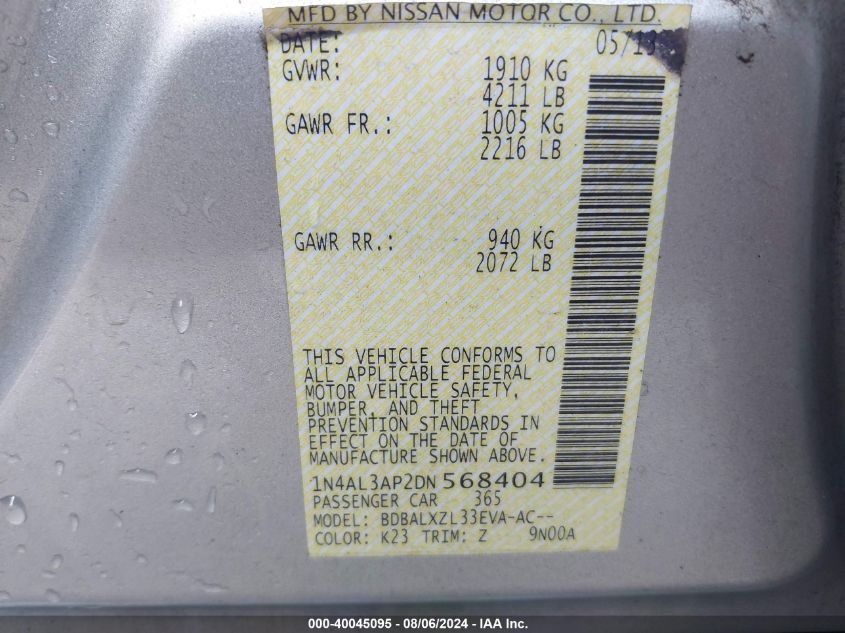 MFD BY NISSAN MOTOR CO., LTD.
DATE: 05/13
GVWR: 1910 KG
4211 LB
GAWR FR.: 1005 KG
2216 LB
GAWR RR.: 940 KG
2072 LB
THIS VEHICLE CONFORMS TO
ALL APPLICABLE FEDERAL
MOTOR VEHICLE SAFETY,
BUMPER, AND THEFT
PREVENTION STANDARDS IN
EFFECT ON THE DATE OF
MANUFACTURE SHOWN ABOVE.
1N4AL3AP2DN568404
PASSENGER CAR 365
MODEL: BDBALXZL33EVA-AC--
COLOR: K23 TRIM: Z 9N00A
000-40045095 - 08/06/2024 - IAA Inc.